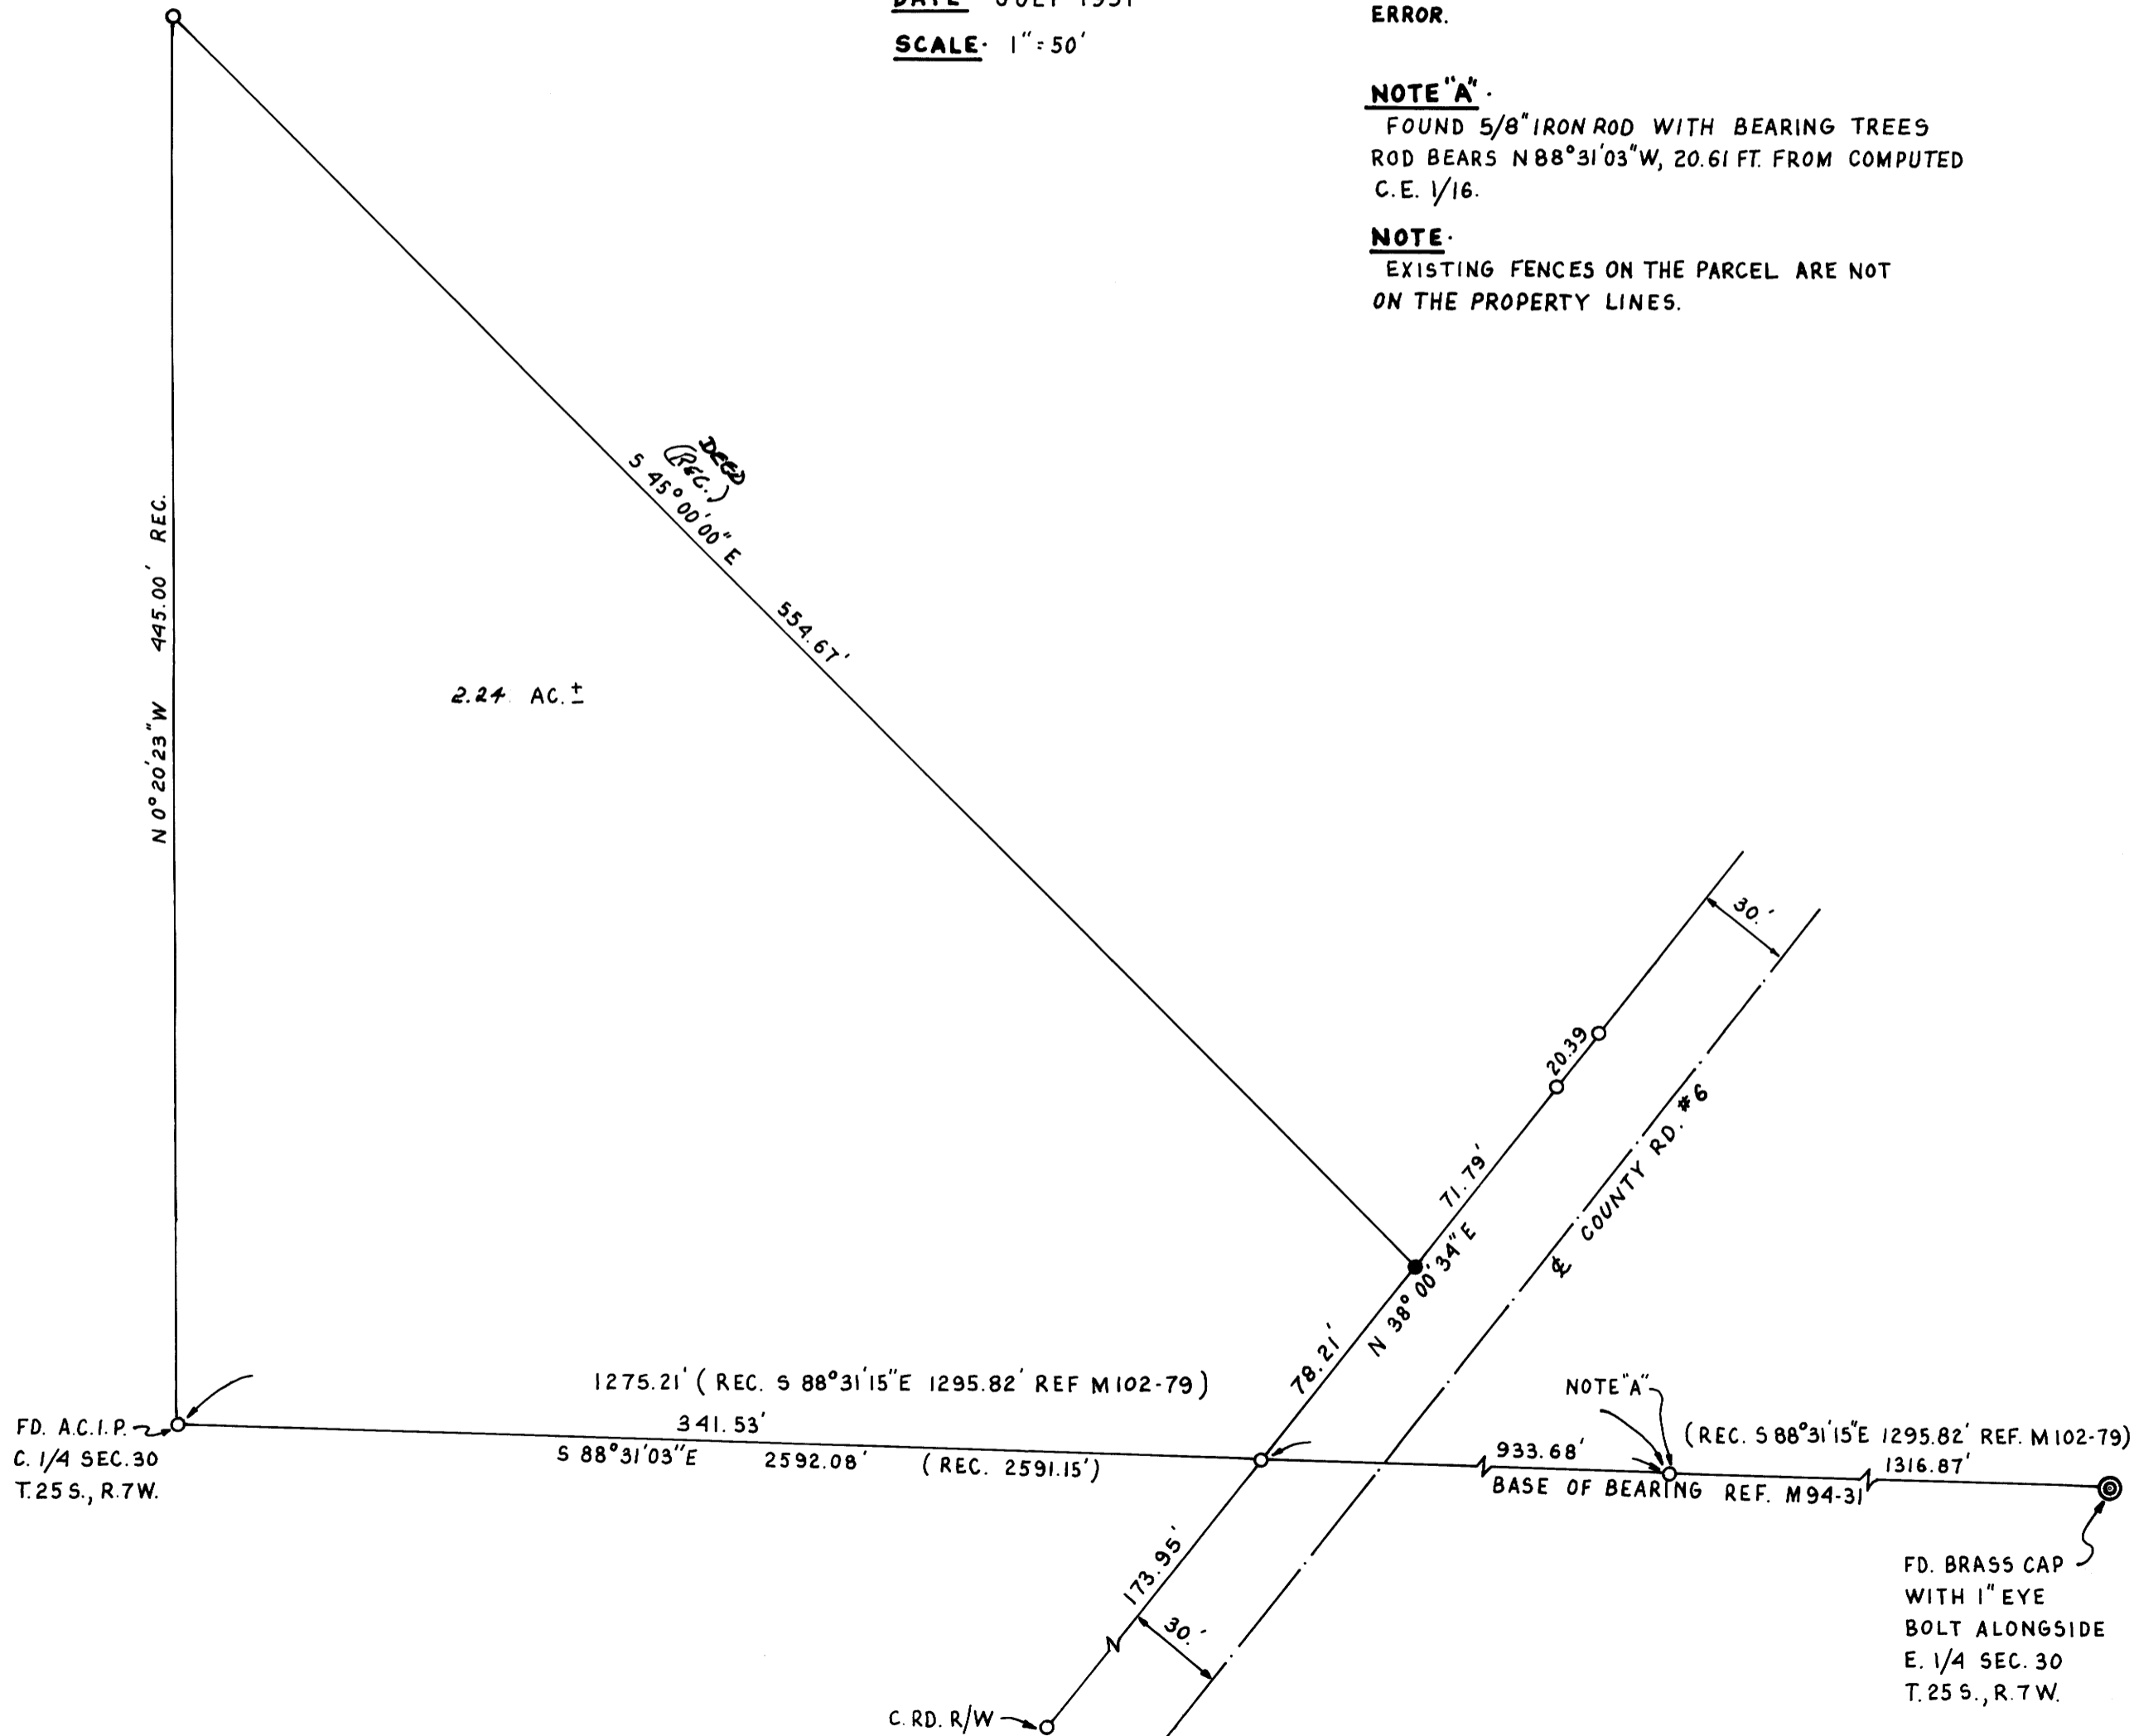 SCALE· 1"=50'
ERROR.
NOTE "A"·
FOUND 5/8" IRON ROD WITH BEARING TREES
ROD BEARS N 88°31'03"W, 20.61 FT. FROM COMPUTED
C.E. 1/16.
NOTE·
EXISTING FENCES ON THE PARCEL ARE NOT
ON THE PROPERTY LINES.
DEED
(REC.)
S 45°00'00" E
554.67'
N 0°20'23"W 445.00' REC.
2.24 AC.±
30.'
20.39
71.79'
N 38°00'34" E
78.21'
℄ COUNTY RD. #6
1275.21' ( REC. S 88°31'15"E 1295.82' REF M102-79)
341.53'
S 88°31'03"E 2592.08' ( REC. 2591.15')
FD. A.C.I.P.
C. 1/4 SEC. 30
T. 25 S., R. 7 W.
NOTE "A"
(REC. S 88°31'15"E 1295.82' REF. M102-79)
933.68'
1316.87'
BASE OF BEARING REF. M94-31
173.95'
30.'
C. RD. R/W
FD. BRASS CAP
WITH 1" EYE
BOLT ALONGSIDE
E. 1/4 SEC. 30
T. 25 S., R. 7 W.